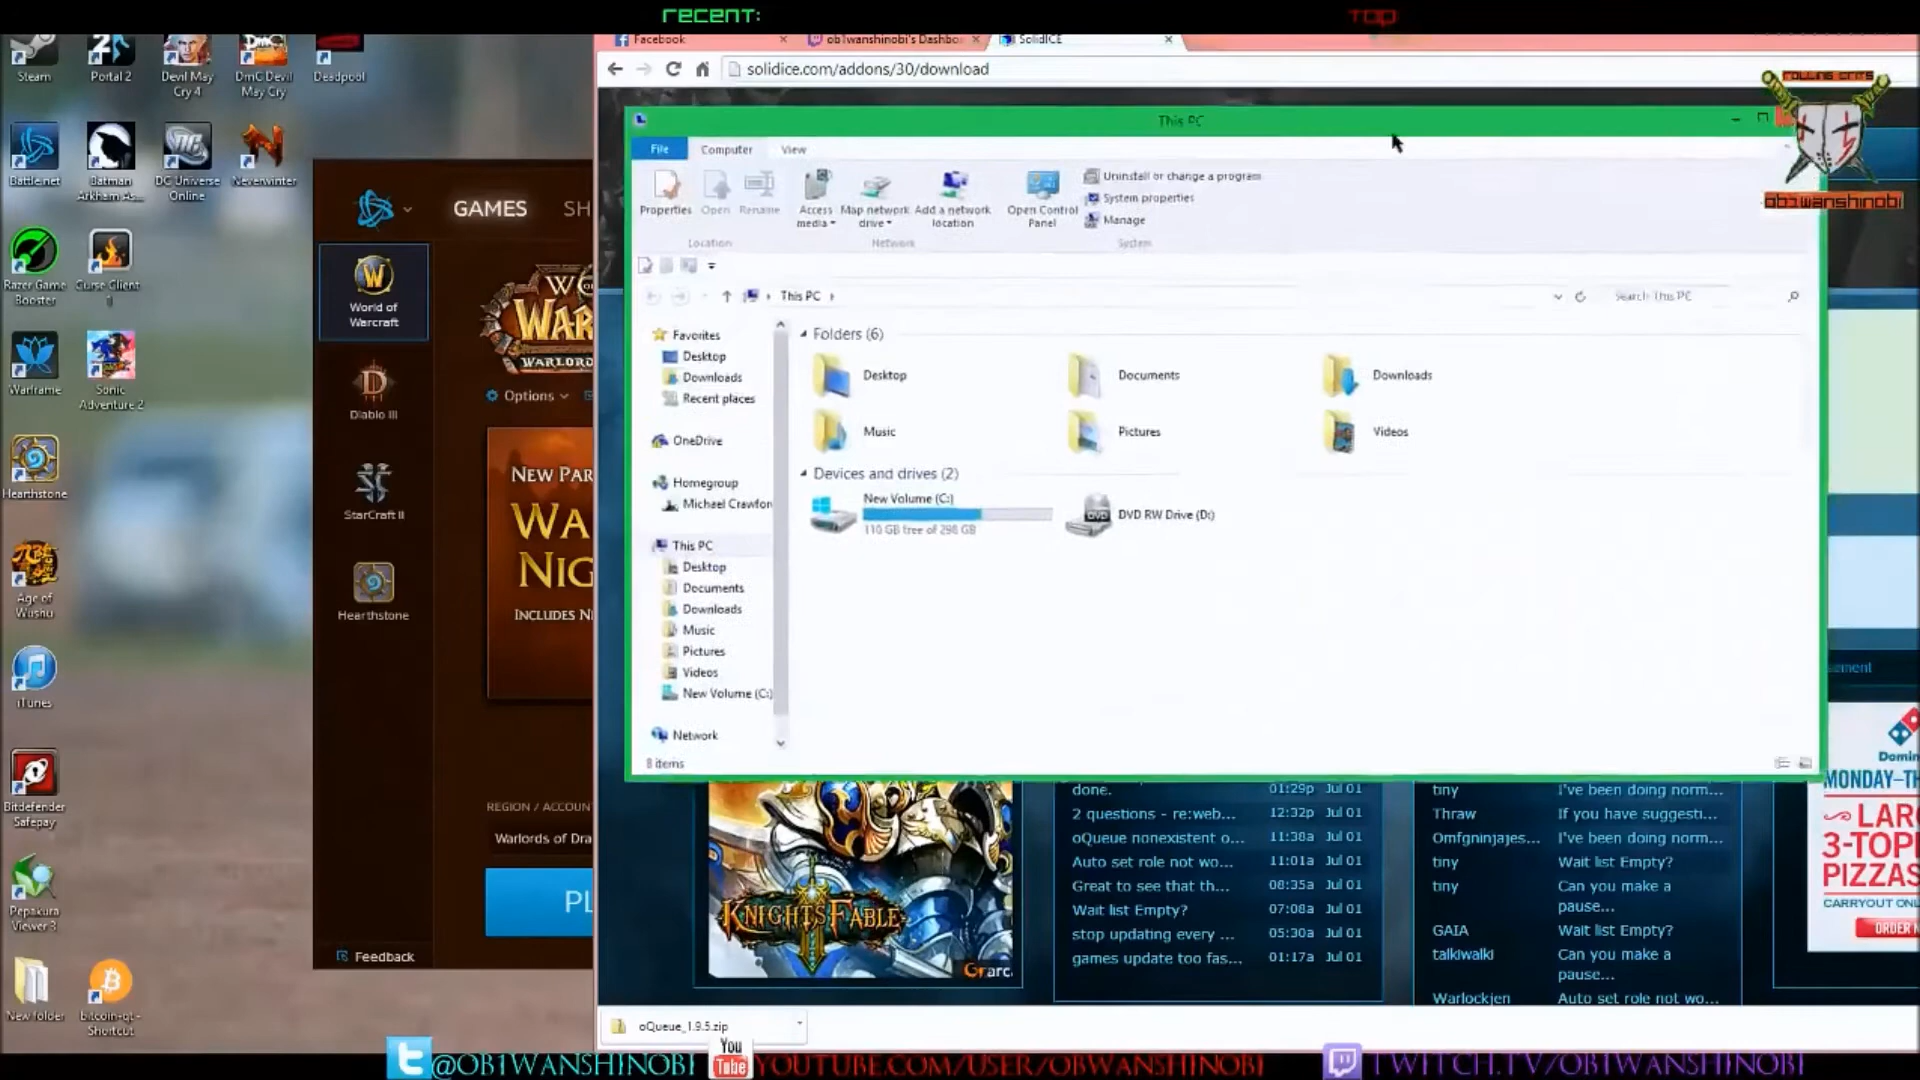 RECENT:
TOP
Steam
Portal 2
Devil May
Cry 4
DmC Devil
May Cry
Deadpool
Battle.net
Batman
Arkham As...
DC Universe
Online
Neverwinter
Razer Game
Booster
Curse Client
Warframe
Sonic
Adventure 2
Hearthstone
Age of
Wushu
iTunes
Bitdefender
Safepay
Pepakura
Viewer 3
New folder
bitcoin-qt -
Shortcut
GAMES
SH
World of
Warcraft
Diablo III
StarCraft II
Hearthstone
Options
NEW PAR
WA
NIG
INCLUDES N
REGION / ACCOUN
Warlords of Dra
PL
Feedback
Facebook
ob1wanshinobi's Dashbo
SolidICE
solidice.com/addons/30/download
ROLLING CRITS
ob1wanshinobi
This PC
File
Computer
View
Properties
Open
Rename
Access
media
Map network
drive
Add a network
location
Open Control
Panel
Uninstall or change a program
System properties
Manage
Location
Network
System
This PC
Search This PC
Favorites
Desktop
Downloads
Recent places
OneDrive
Homegroup
Michael Crawfor
This PC
Desktop
Documents
Downloads
Music
Pictures
Videos
New Volume (C:)
Network
8 items
Folders (6)
Desktop
Documents
Downloads
Music
Pictures
Videos
Devices and drives (2)
New Volume (C:)
110 GB free of 298 GB
DVD RW Drive (D:)
DVD
KNIGHTS FABLE
done.
01:29p Jul 01
2 questions - re:web...
12:32p Jul 01
oQueue nonexistent o...
11:38a Jul 01
Auto set role not wo...
11:01a Jul 01
Great to see that th...
08:35a Jul 01
Wait list Empty?
07:08a Jul 01
stop updating every ...
05:30a Jul 01
games update too fas...
01:17a Jul 01
tiny I've been doing norm...
Thraw If you have suggesti...
Omfgninjajes... I've been doing norm...
tiny Wait list Empty?
tiny Can you make a
pause...
GAIA Wait list Empty?
talkiwalki Can you make a
pause...
Warlockjen Auto set role not wo...
ement
Domin
MONDAY–TH
LAR
3-TOP
PIZZAS
CARRYOUT ONL
ORDER N
oQueue_1.9.5.zip
@OB1WANSHINOBI
You
Tube
YOUTUBE.COM/USER/OB1WANSHINOBI
TWITCH.TV/OB1WANSHINOBI